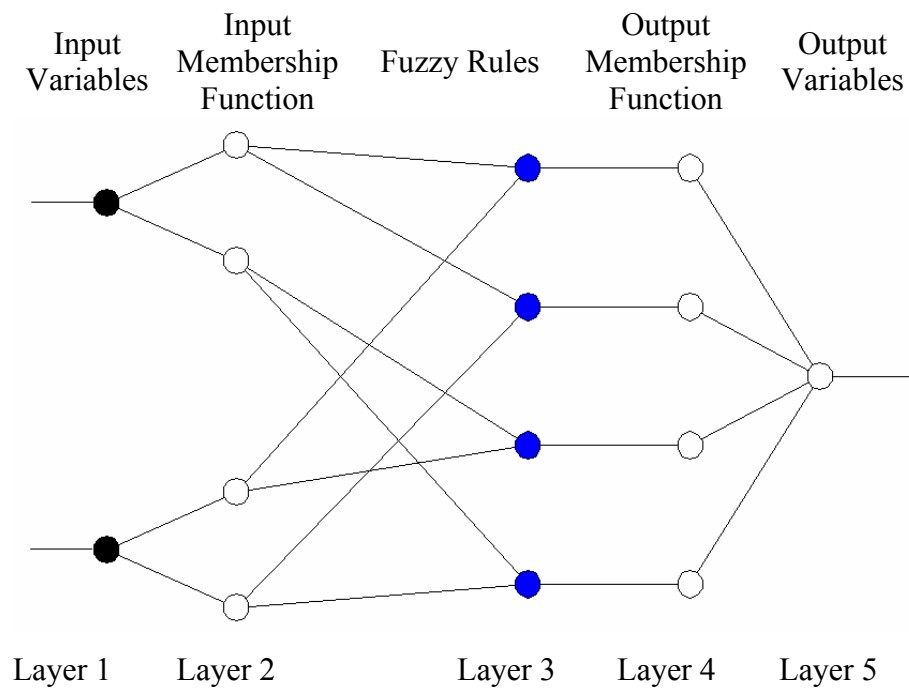 Input
Variables
Input
Membership
Function
Fuzzy Rules
Output
Membership
Function
Output
Variables
Layer 1
Layer 2
Layer 3
Layer 4
Layer 5